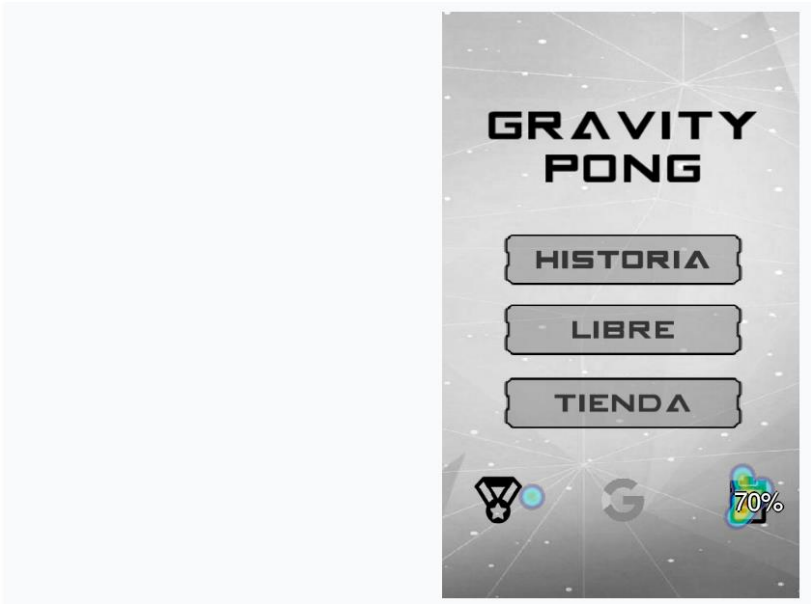 GRAVITY
PONG
HISTORIA
LIBRE
TIENDA
G
70%